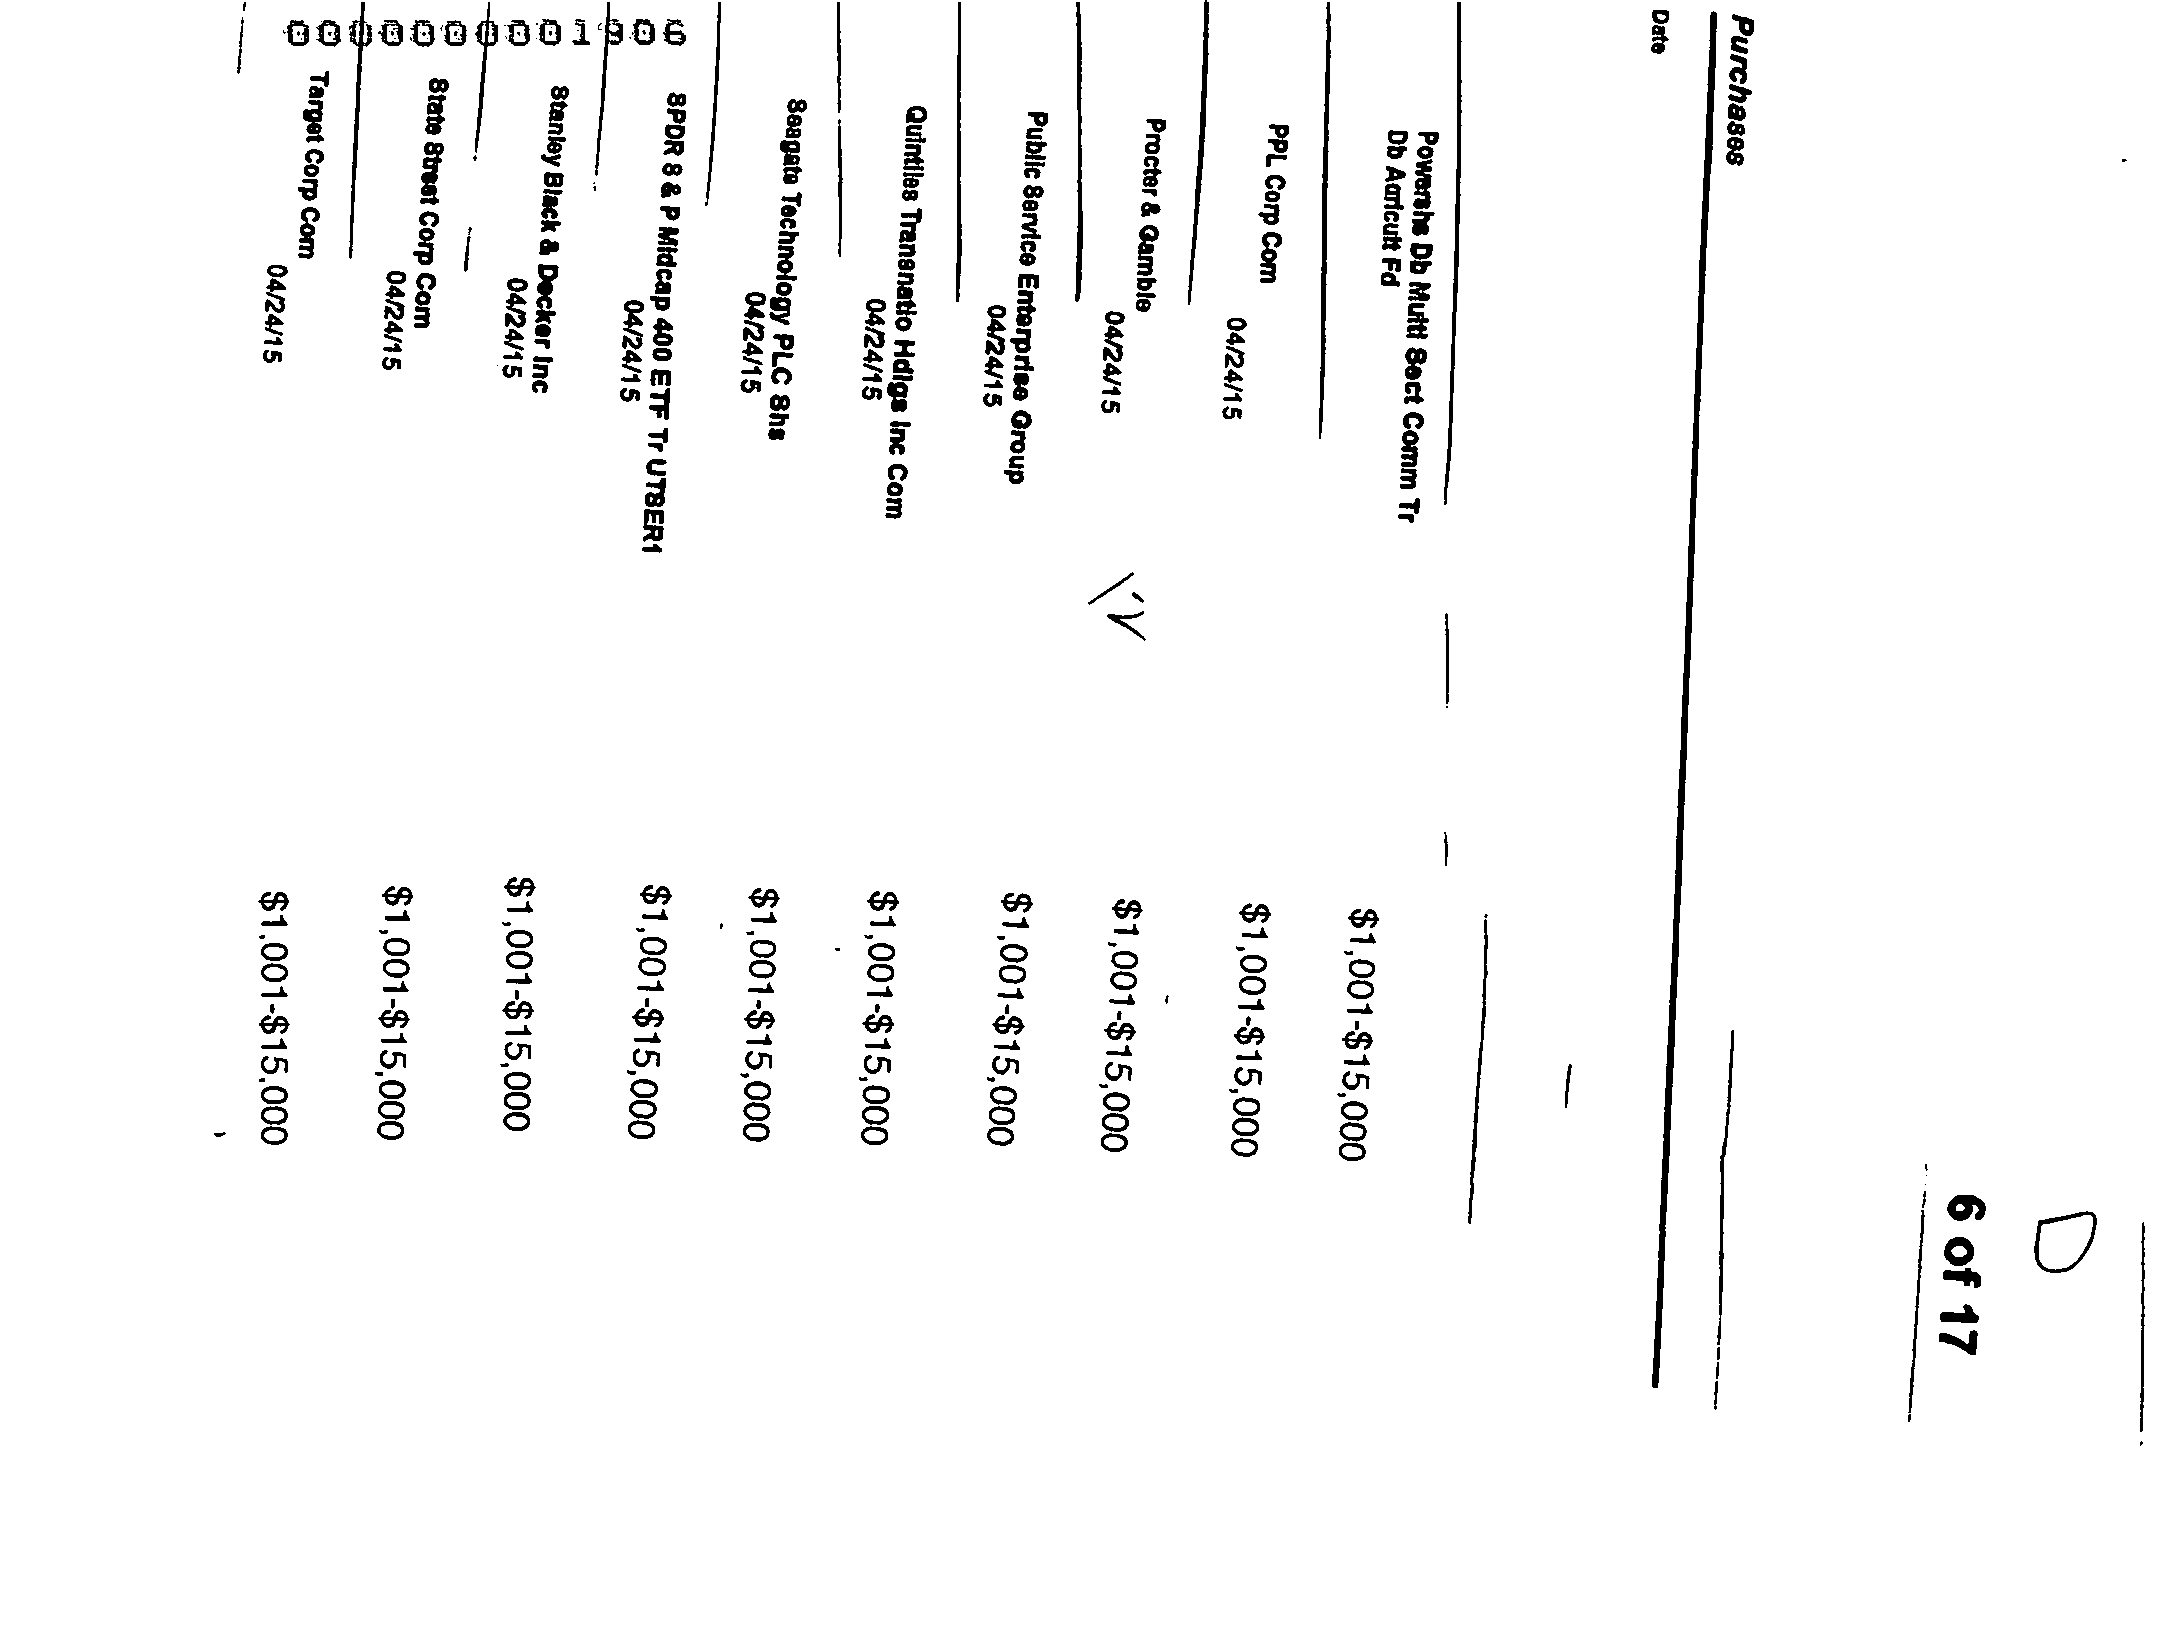 6 of 17
Purchases
Date
Powershs Db Multi Sect Comm Tr
Db Agricult Fd
$1,001-$15,000
PPL Corp Com
04/24/15 $1,001-$15,000
Procter & Gamble
04/24/15 $1,001-$15,000
Public Service Enterprise Group
04/24/15 $1,001-$15,000
Quintiles Transnatio Hdlgs Inc Com
04/24/15 $1,001-$15,000
Seagate Technology PLC Shs
04/24/15 $1,001-$15,000
SPDR S & P Midcap 400 ETF Tr UTSER1
04/24/15 $1,001-$15,000
Stanley Black & Decker Inc
04/24/15 $1,001-$15,000
State Street Corp Com
04/24/15 $1,001-$15,000
Target Corp Com
04/24/15 $1,001-$15,000